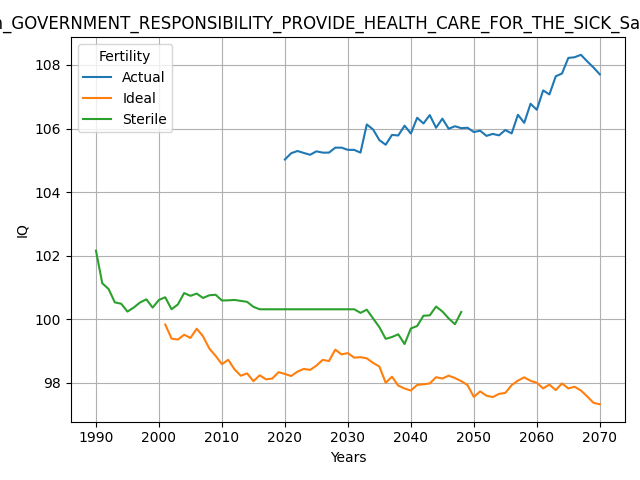 _GOVERNMENT_RESPONSIBILITY_PROVIDE_HEALTH_CARE_FOR_THE_SICK_Sa
Fertility
Actual
Ideal
Sterile
108
106
104
102
100
98
IQ
1990
2000
2010
2020
2030
2040
2050
2060
2070
Years